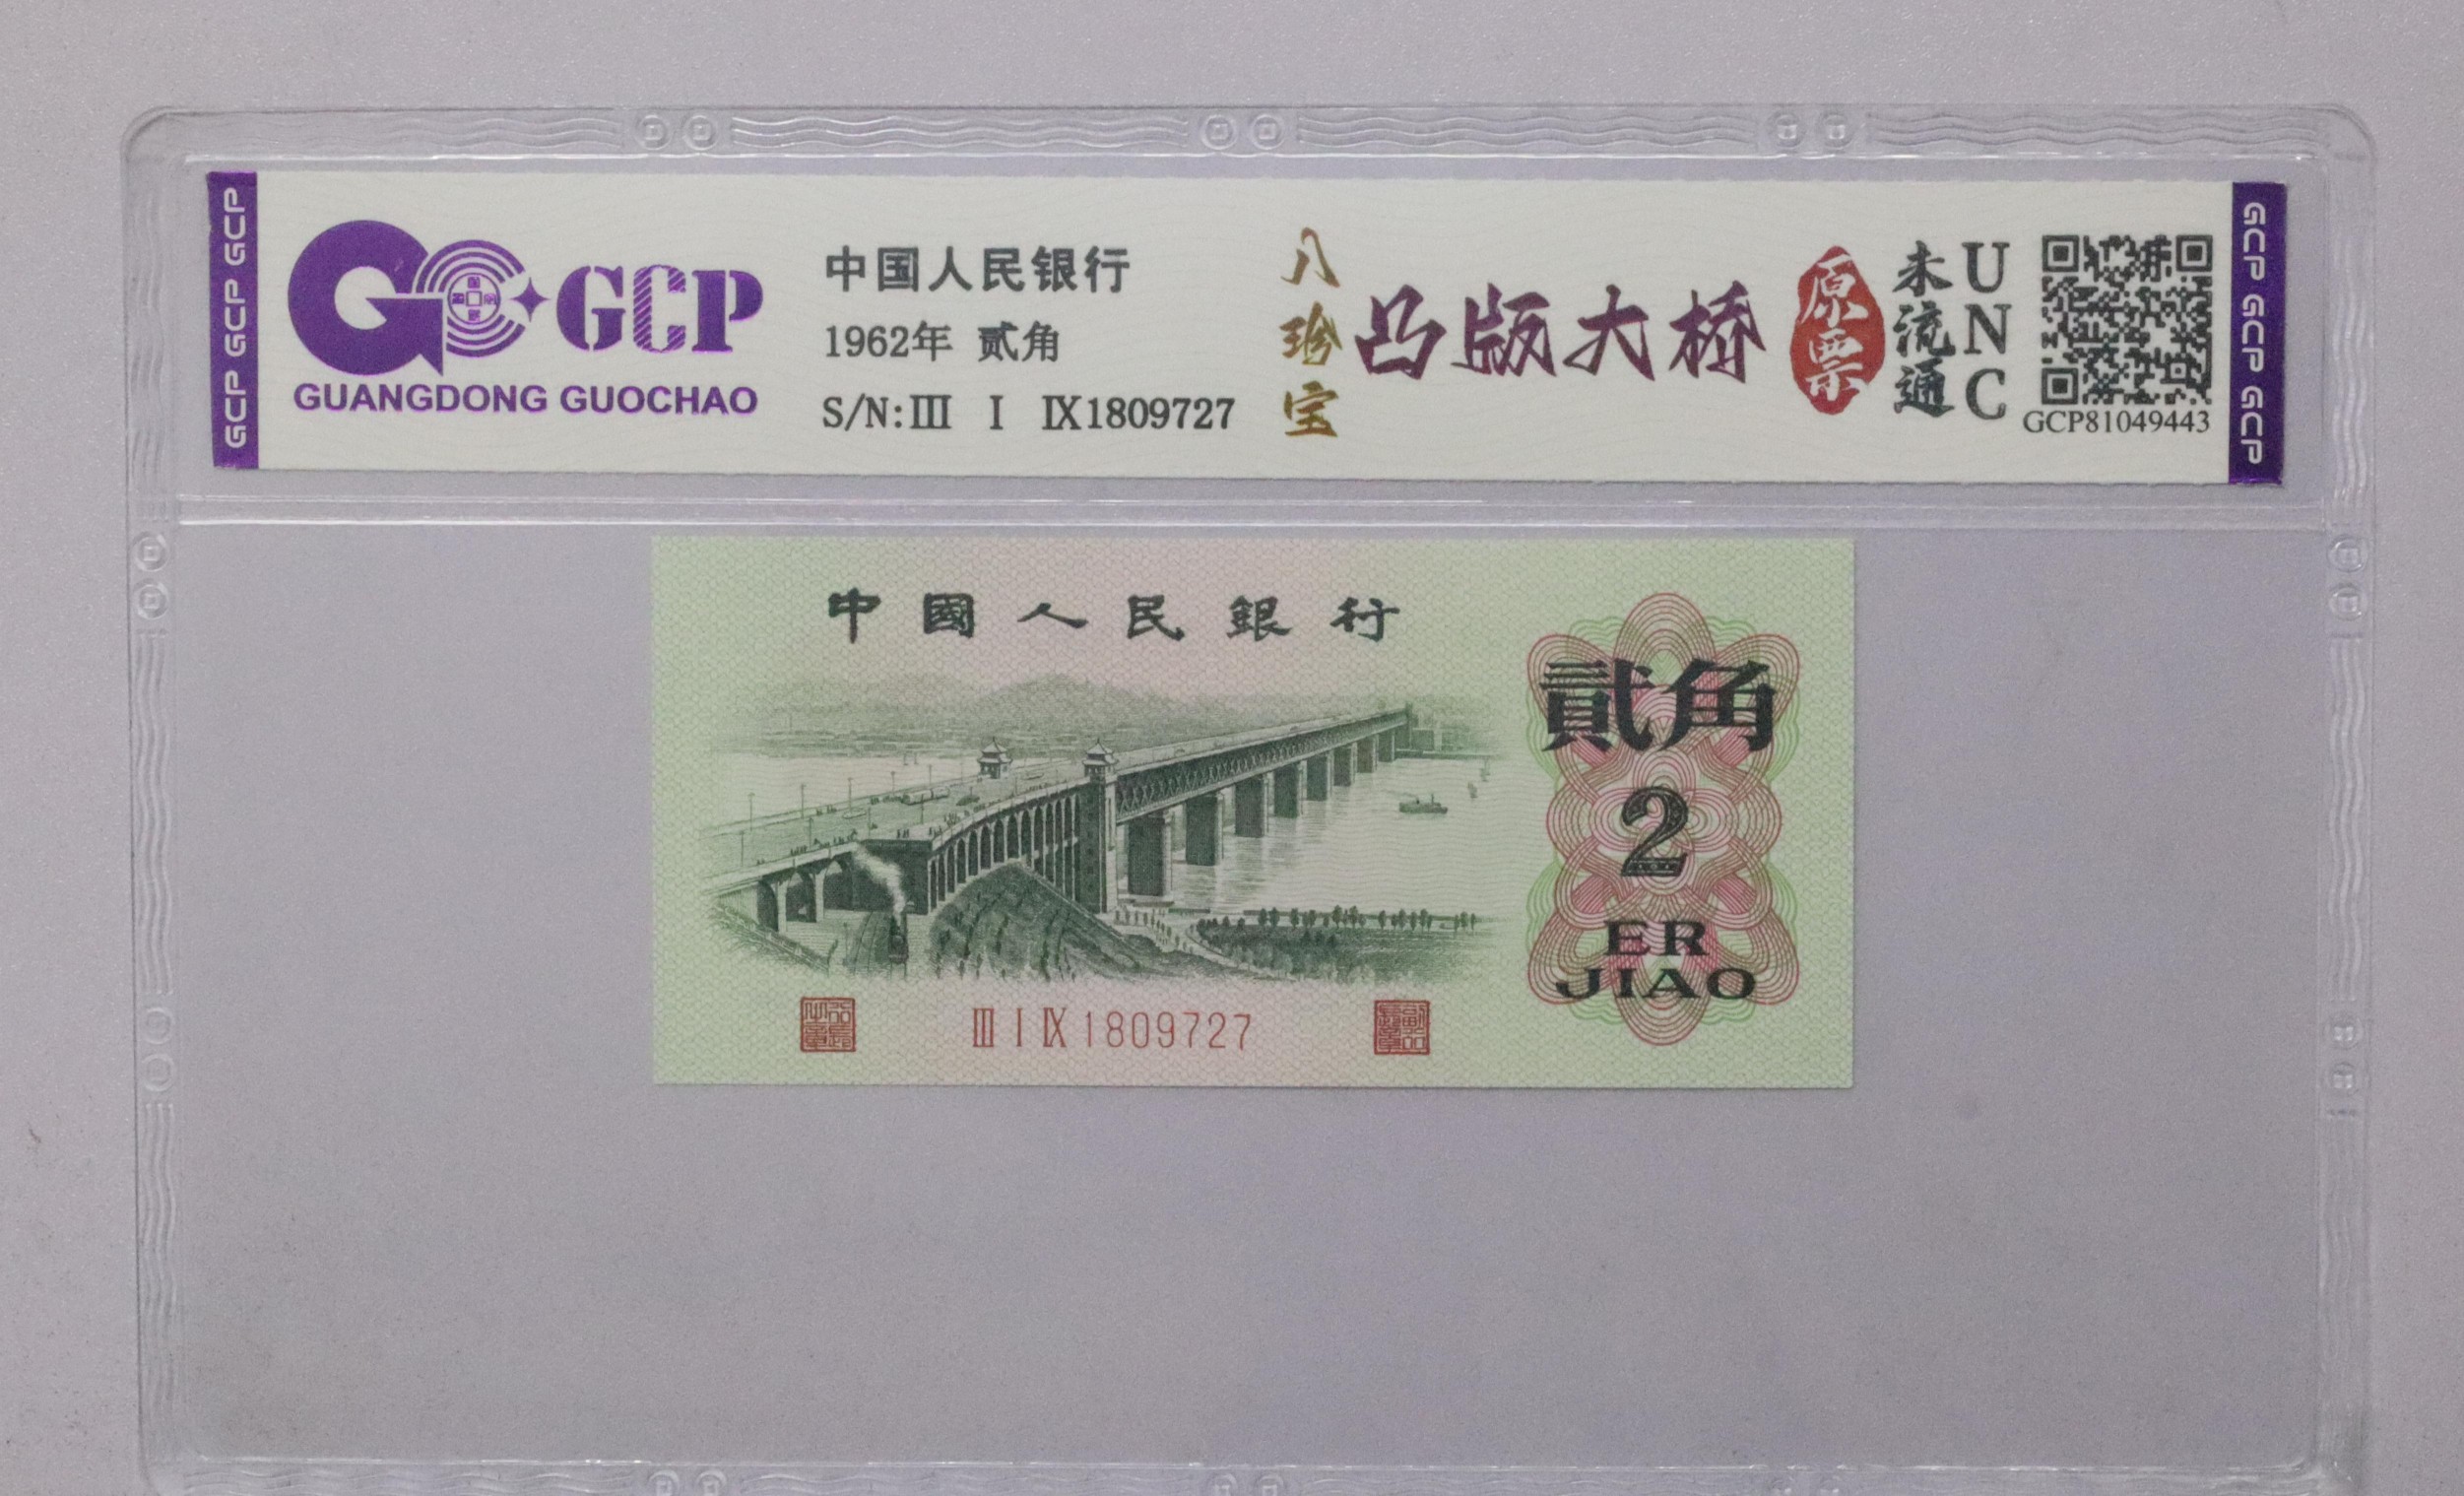 GCP GCP GCP
GCP
GUANGDONG GUOCHAO
中国人民银行
1962年 贰角
S/N:Ⅲ Ⅰ Ⅸ1809727
八珍宝
凸版大桥
原票
未流通
UNC
GCP81049443
GCP GCP GCP
中國人民銀行
貳角
2
ER
JIAO
Ⅲ Ⅰ Ⅸ 1809727